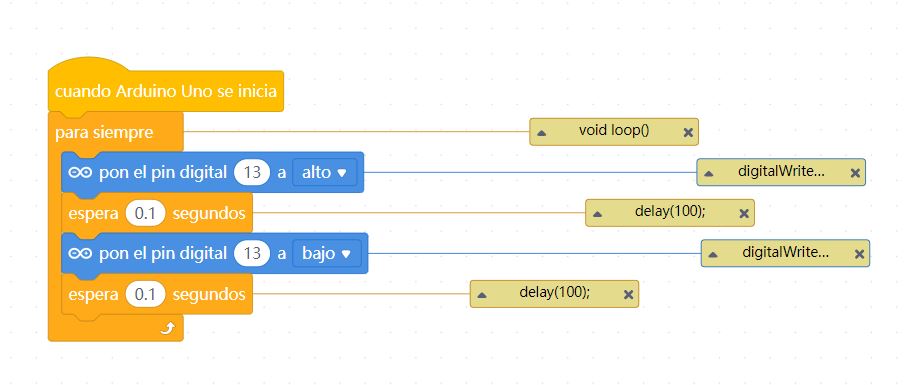 cuando Arduino Uno se inicia
para siempre
void loop()
pon el pin digital 13 a alto
digitalWrite...
espera 0.1 segundos
delay(100);
pon el pin digital 13 a bajo
digitalWrite...
espera 0.1 segundos
delay(100);